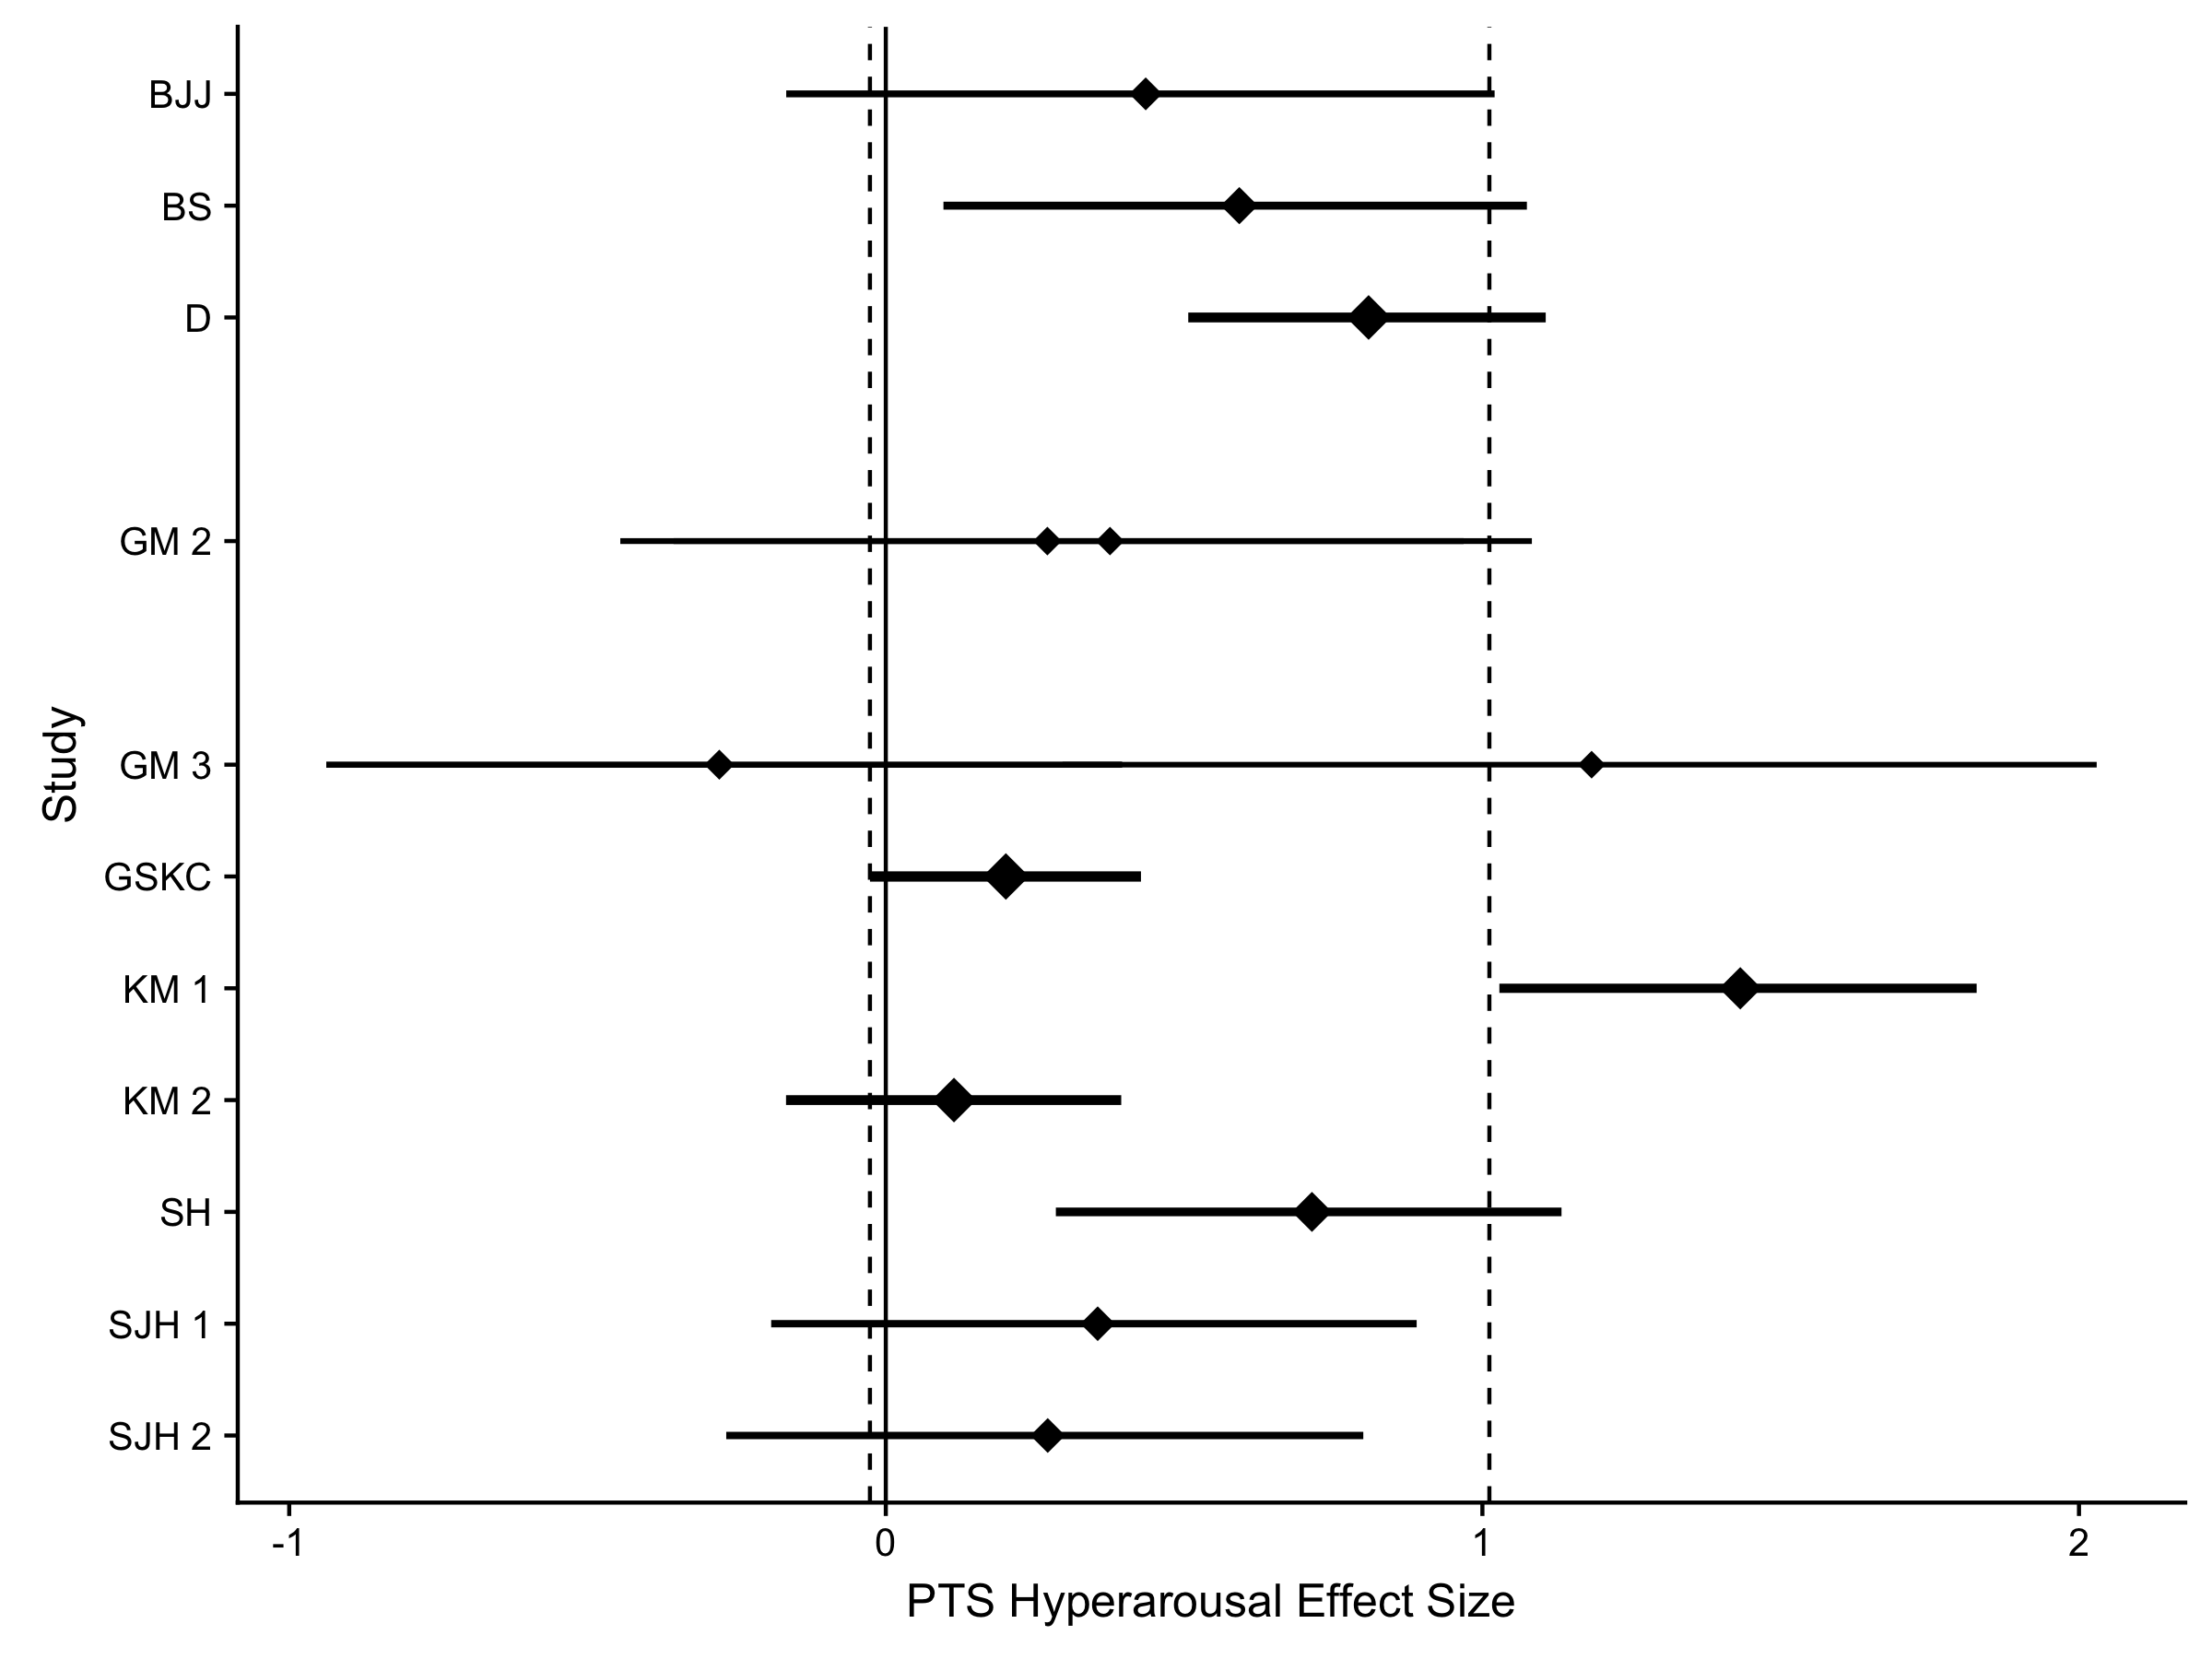 BJJ
BS
D
GM 2
GM 3
GSKC
KM 1
KM 2
SH
SJH 1
SJH 2
Study
-1 0 1 2
PTS Hyperarousal Effect Size